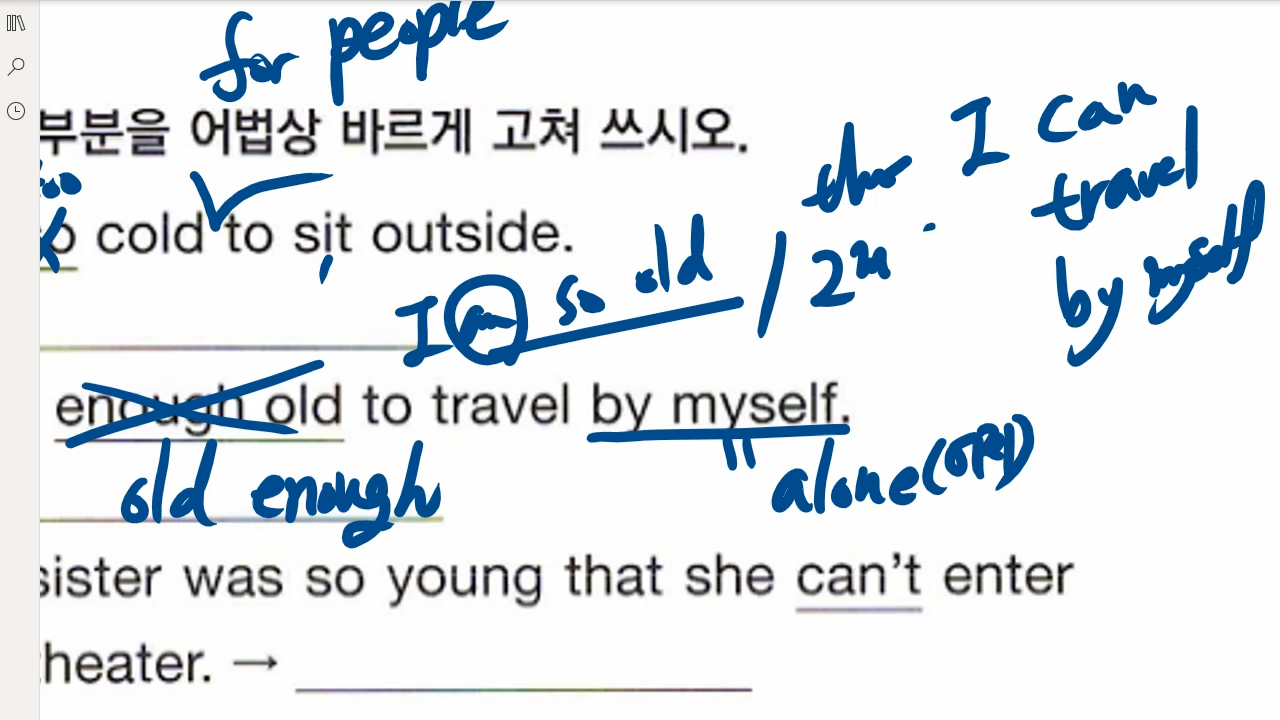 for people
부분을 어법상 바르게 고쳐 쓰시오.
cold to sit outside.
I can
travel
by myself
I am so old /
enough old to travel by myself.
old enough
alone
sister was so young that she can't enter
theater. →